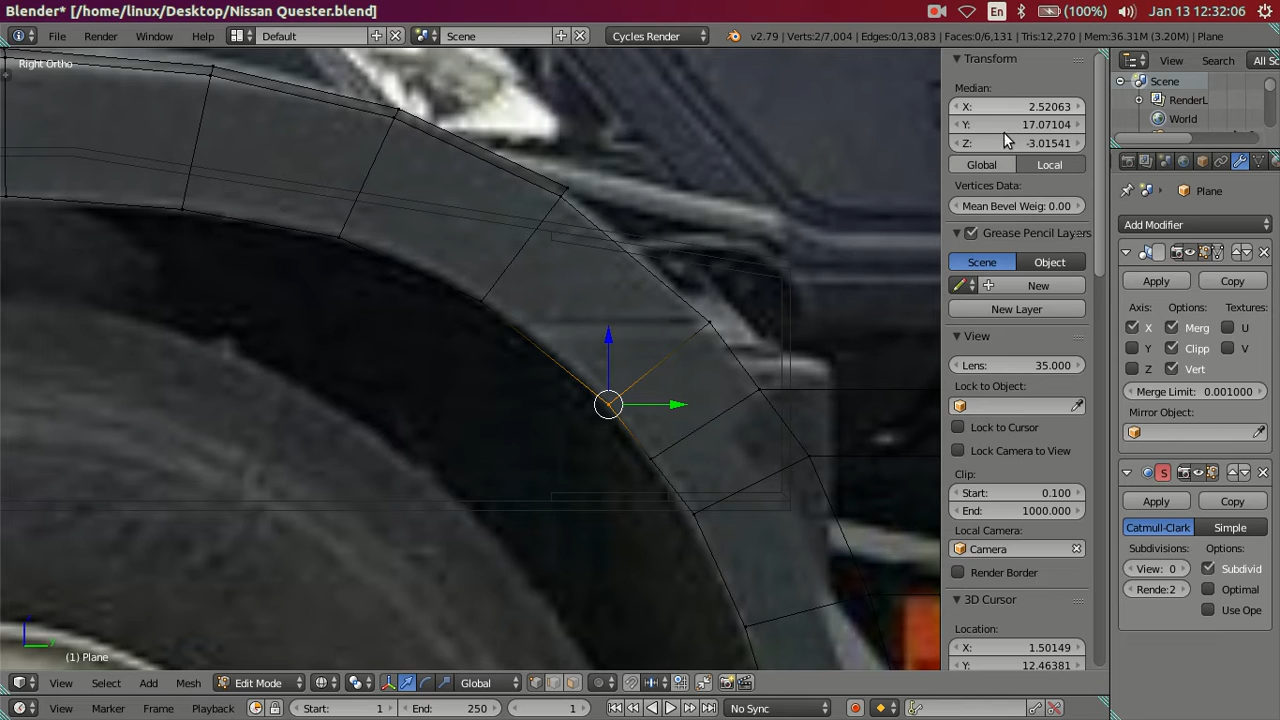 Blender* [/home/linux/Desktop/Nissan Quester.blend]
En (100%) Jan 13 12:32:06
File Render Window Help Default Scene Cycles Render v2.79 | Verts:2/7,004 | Edges:0/13,083 | Faces:0/6,131 | Tris:12,270 | Mem:36.31M (3.20M) | Plane
Right Ortho
Transform
Median:
X: 2.52063
Y: 17.07104
Z: -3.01541
Global Local
Vertices Data:
Mean Bevel Weig: 0.00
Grease Pencil Layers
Scene Object
New
New Layer
View
Lens: 35.000
Lock to Object:
Lock to Cursor
Lock Camera to View
Clip:
Start: 0.100
End: 1000.000
Local Camera:
Camera
Render Border
3D Cursor
Location:
X: 1.50149
Y: 12.46381
View Search All Sc
Scene
RenderL
World
Plane
Add Modifier
Apply Copy
Axis: Options: Textures:
X Merg U
Y Clipp V
Z Vert
Merge Limit: 0.001000
Mirror Object:
S
Apply Copy
Catmull-Clark Simple
Subdivisions: Options:
View: 0 Subdivid
Rende:2 Optimal
Use Ope
(1) Plane
View Select Add Mesh Edit Mode Global
View Marker Frame Playback Start: 1 End: 250 1 No Sync